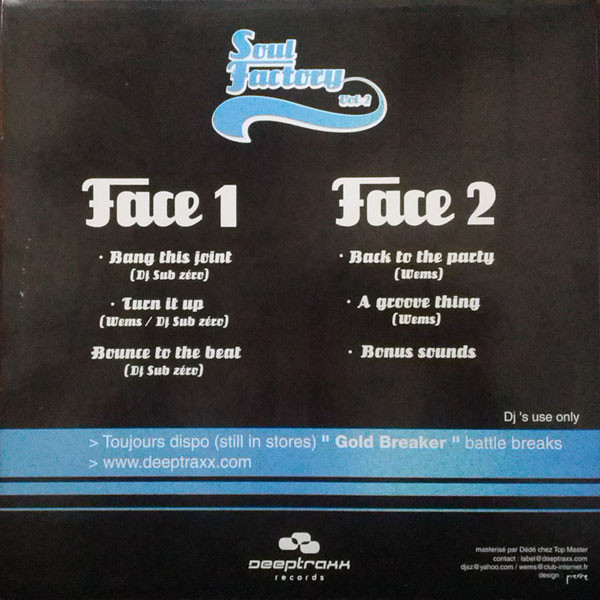 Soul
Factory
Vol. 2
Face 1
· Bang this joint
(Dj Sub zéro)
· Turn it up
(Wems / Dj Sub zéro)
Bounce to the beat
(Dj Sub zéro)
Face 2
· Back to the party
(Wems)
· A groove thing
(Wems)
· Bonus sounds
Dj 's use only
> Toujours dispo (still in stores) " Gold Breaker " battle breaks
> www.deeptraxx.com
DEEPTRAXX
records
masterisé par Dédé chez Top Master
contact : label@deeptraxx.com
djsz@yahoo.com / wems@club-internet.fr
design : pierre